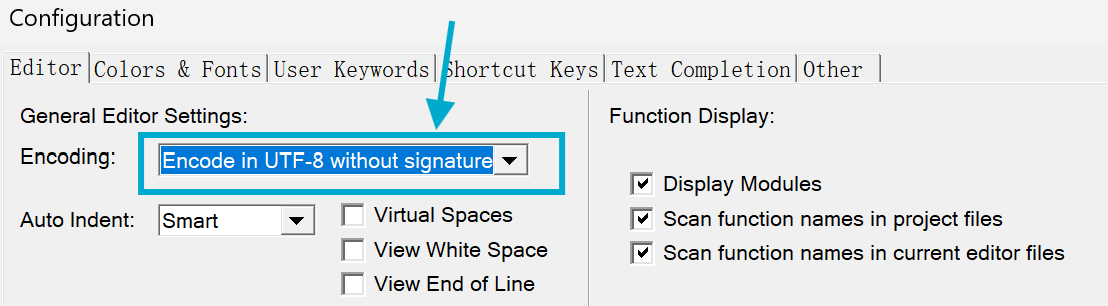 Configuration
Editor Colors & Fonts User Keywords Shortcut Keys Text Completion Other
General Editor Settings:
Encoding: Encode in UTF-8 without signature
Auto Indent: Smart
Virtual Spaces
View White Space
View End of Line
Function Display:
Display Modules
Scan function names in project files
Scan function names in current editor files